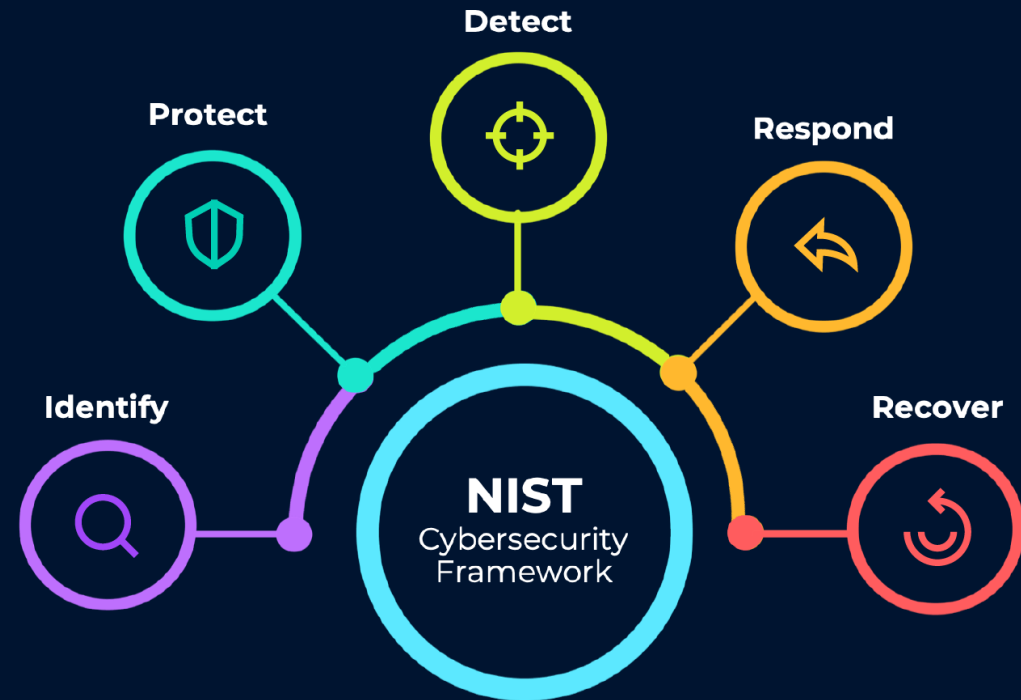 Detect
Protect
Respond
Identify
Recover
NIST
Cybersecurity
Framework